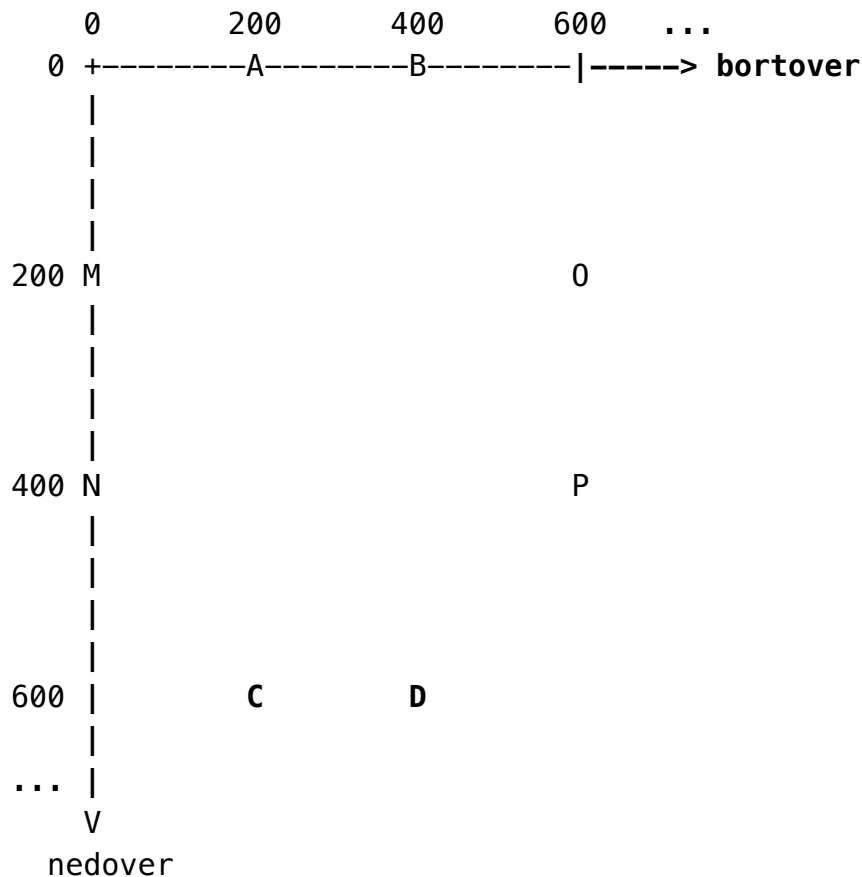 0 200 400 600 ...
0 +--------A--------B--------|-----> bortover
|
|
|
|
200 M O
|
|
|
|
400 N P
|
|
|
|
600 | C D
|
... |
V
nedover